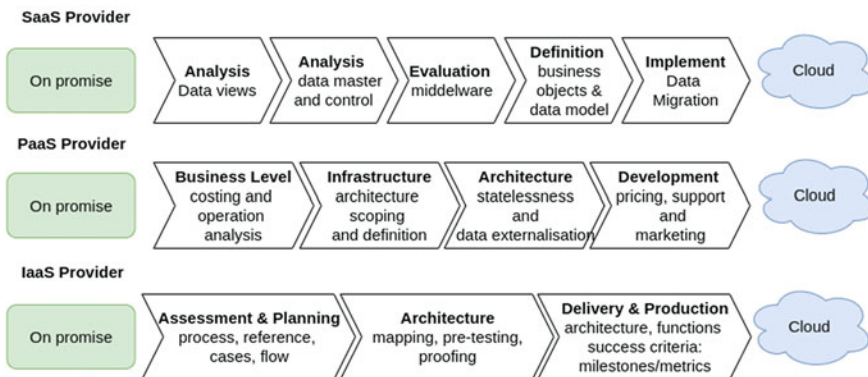 SaaS Provider
On promise
Analysis
Data views
Analysis
data master
and control
Evaluation
middelware
Definition
business
objects &
data model
Implement
Data
Migration
Cloud
PaaS Provider
On promise
Business Level
costing and
operation
analysis
Infrastructure
architecture
scoping
and definition
Architecture
statelessness
and
data externalisation
Development
pricing, support
and
marketing
Cloud
IaaS Provider
On promise
Assessment & Planning
process, reference,
cases, flow
Architecture
mapping, pre-testing,
proofing
Delivery & Production
architecture, functions
success criteria:
milestones/metrics
Cloud